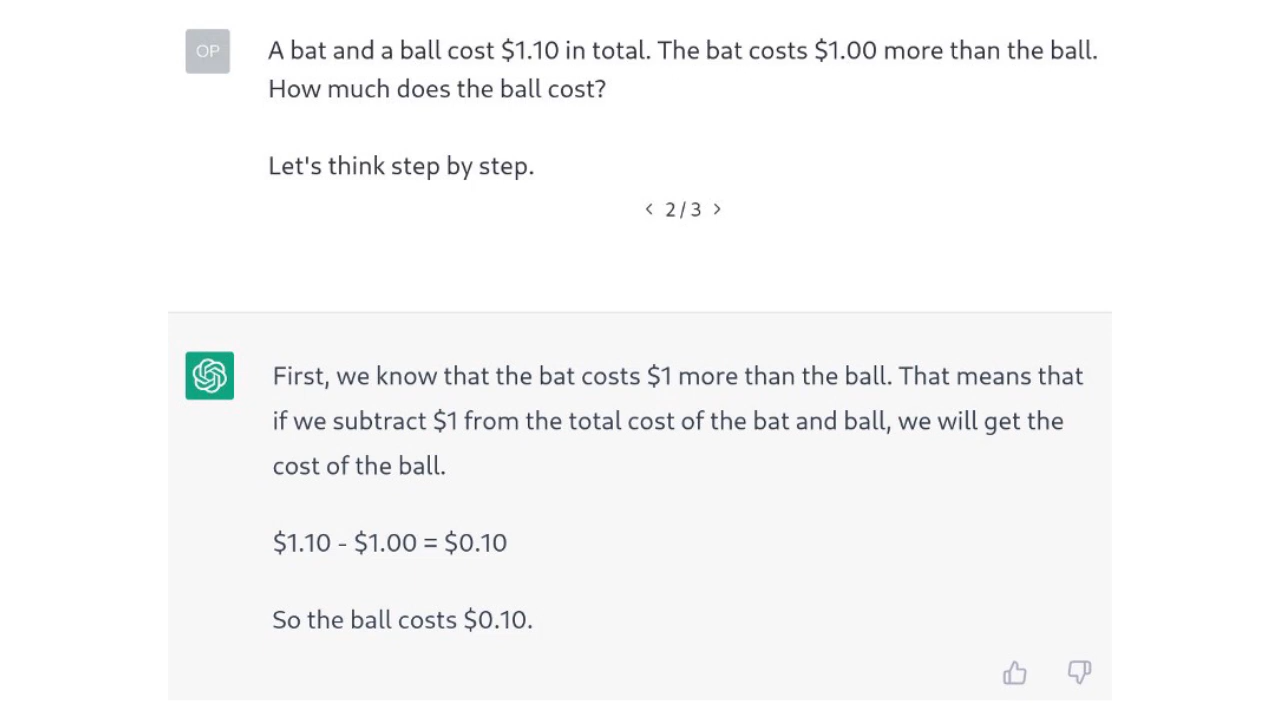 OP
A bat and a ball cost $1.10 in total. The bat costs $1.00 more than the ball.
How much does the ball cost?
Let's think step by step.
< 2 / 3 >
First, we know that the bat costs $1 more than the ball. That means that
if we subtract $1 from the total cost of the bat and ball, we will get the
cost of the ball.
$1.10 - $1.00 = $0.10
So the ball costs $0.10.